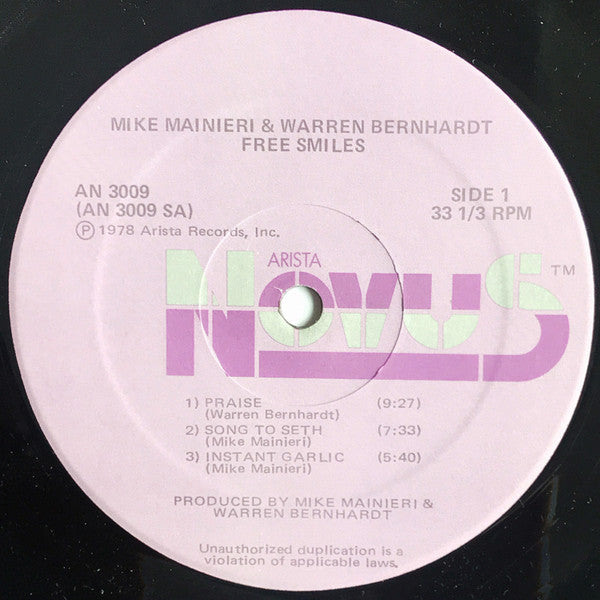 MIKE MAINIERI & WARREN BERNHARDT
FREE SMILES
AN 3009
(AN 3009 SA)
℗ 1978 Arista Records, Inc.
SIDE 1
33 1/3 RPM
ARISTA
NOVUS™
1) PRAISE (9:27)
(Warren Bernhardt)
2) SONG TO SETH (7:33)
(Mike Mainieri)
3) INSTANT GARLIC (5:40)
(Mike Mainieri)
PRODUCED BY MIKE MAINIERI &
WARREN BERNHARDT
Unauthorized duplication is a
violation of applicable laws.